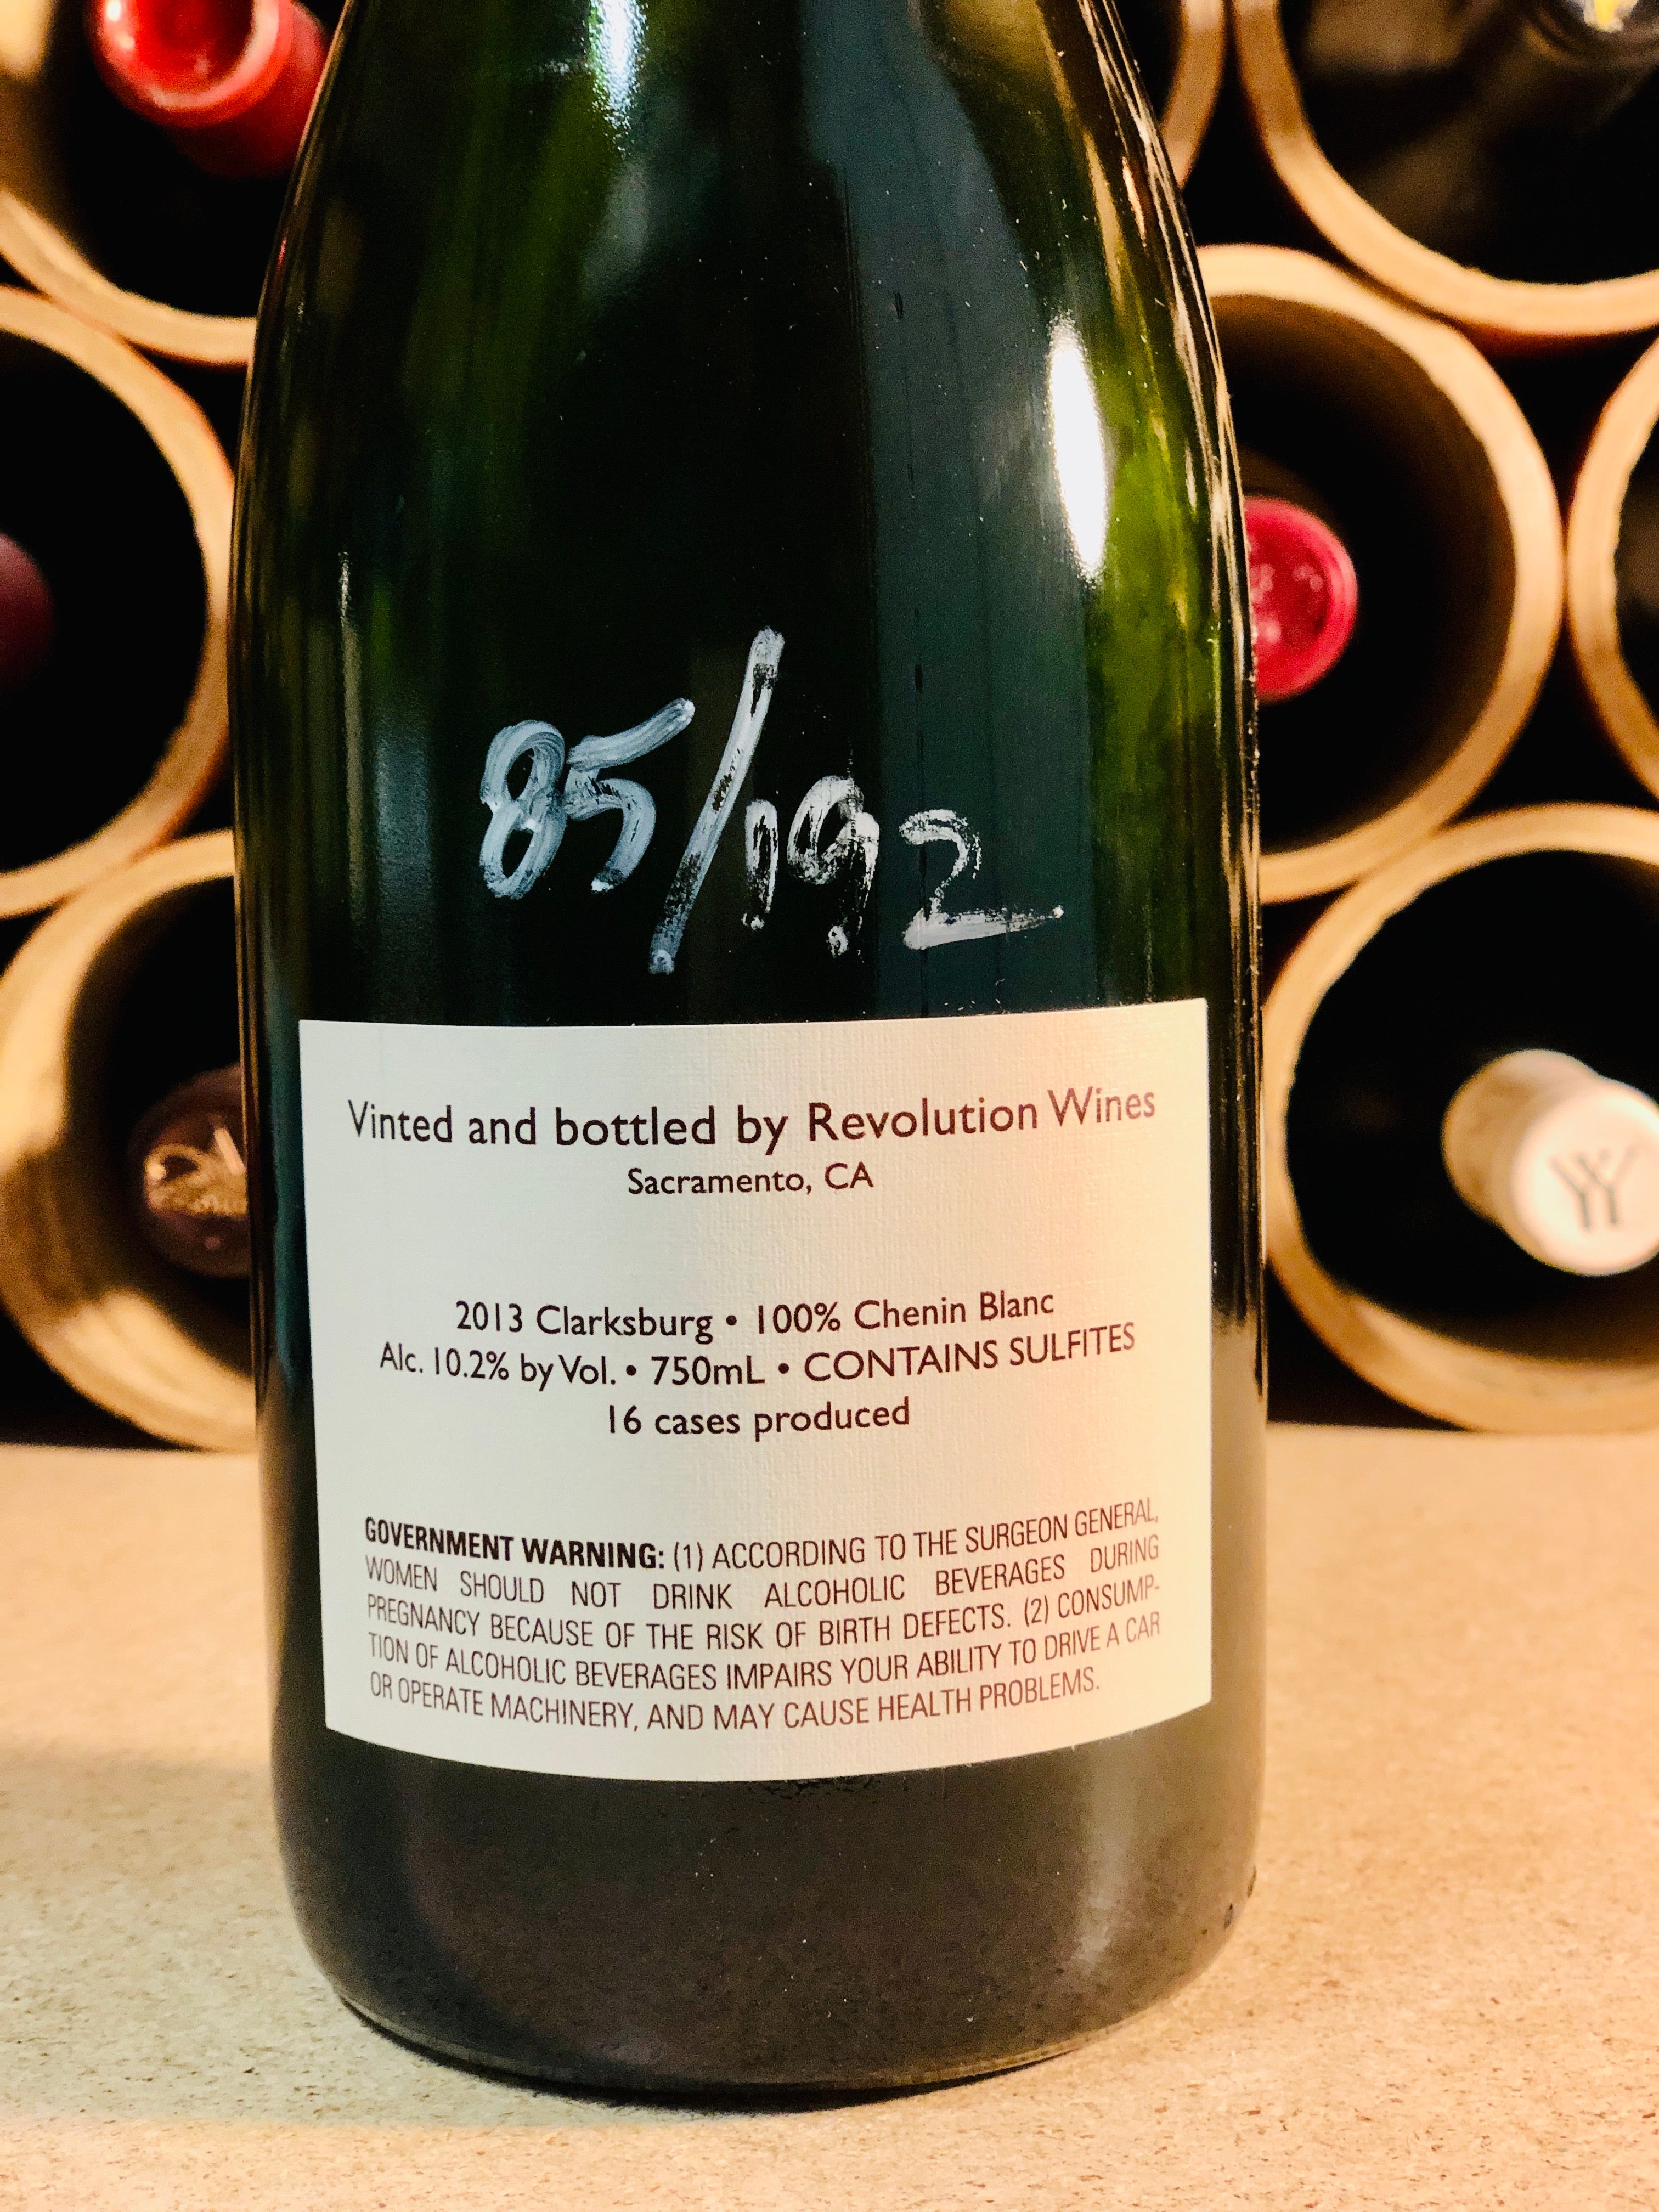 85/192
Vinted and bottled by Revolution Wines
Sacramento, CA
2013 Clarksburg • 100% Chenin Blanc
Alc. 10.2% by Vol. • 750mL • CONTAINS SULFITES
16 cases produced
GOVERNMENT WARNING: (1) ACCORDING TO THE SURGEON GENERAL,
WOMEN SHOULD NOT DRINK ALCOHOLIC BEVERAGES DURING
PREGNANCY BECAUSE OF THE RISK OF BIRTH DEFECTS. (2) CONSUMP-
TION OF ALCOHOLIC BEVERAGES IMPAIRS YOUR ABILITY TO DRIVE A CAR
OR OPERATE MACHINERY, AND MAY CAUSE HEALTH PROBLEMS.